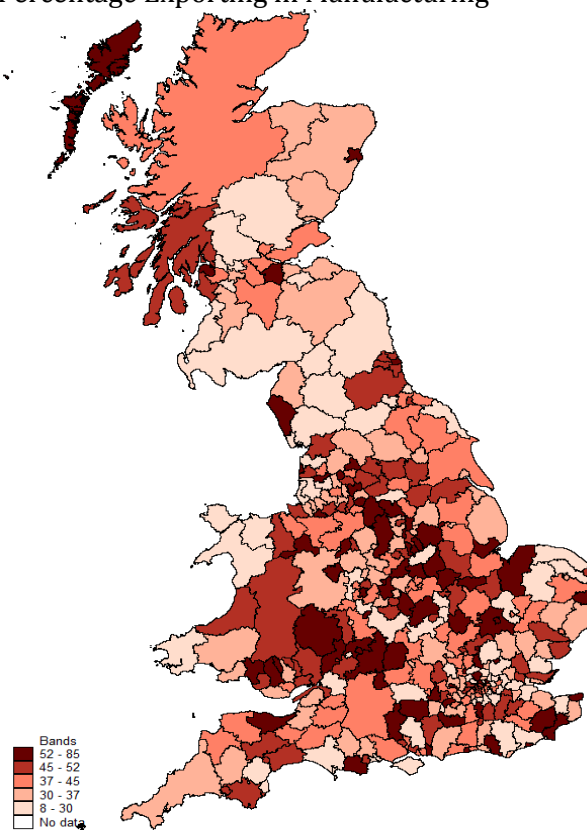 Percentage Exporting in Manufacturing
Bands
52 - 85
45 - 52
37 - 45
30 - 37
8 - 30
No data